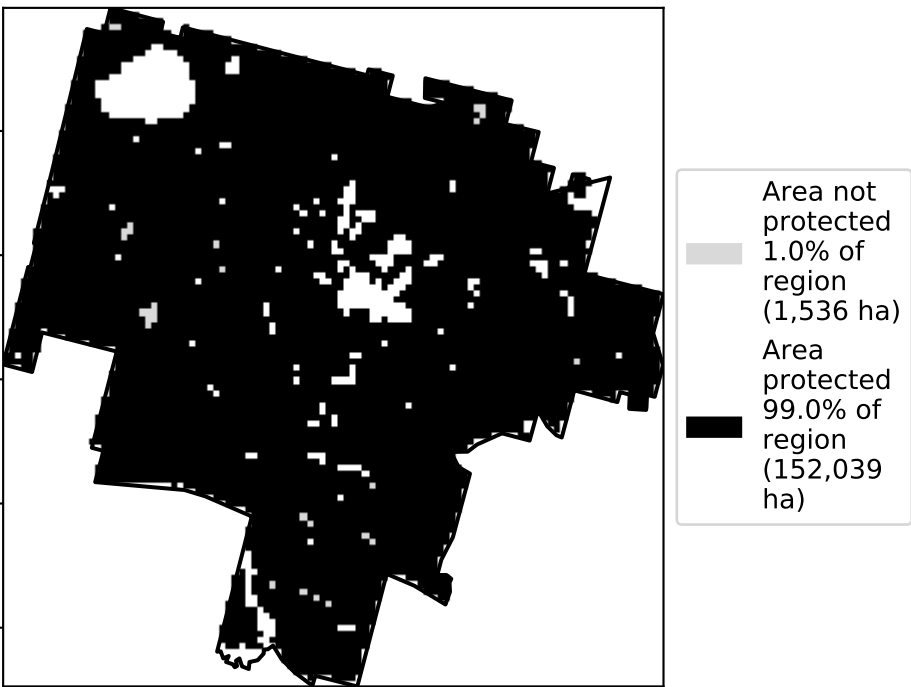 Area not
protected
1.0% of
region
(1,536 ha)
Area
protected
99.0% of
region
(152,039
ha)